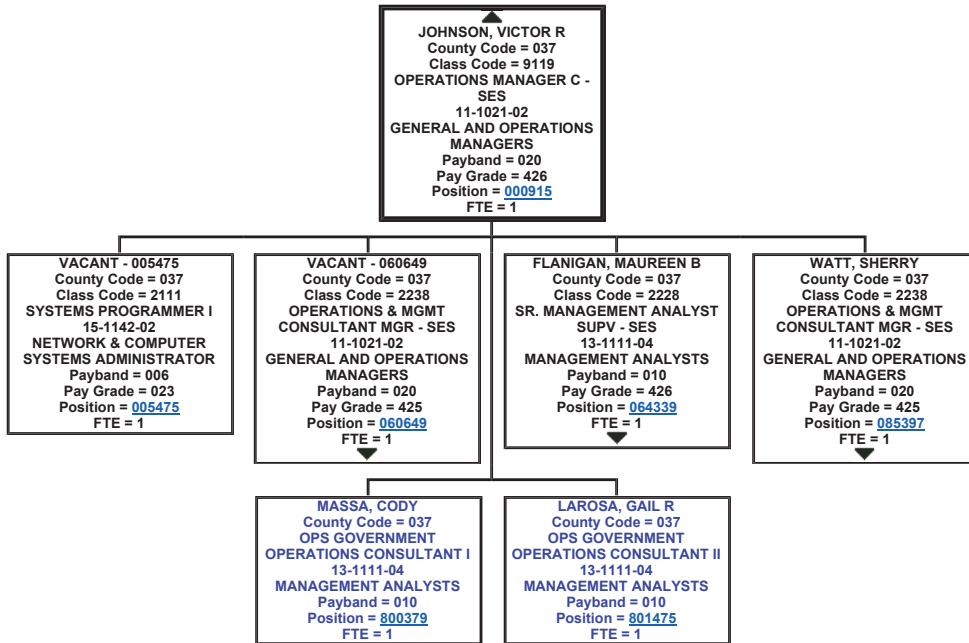 JOHNSON, VICTOR R
County Code = 037
Class Code = 9119
OPERATIONS MANAGER C -
SES
11-1021-02
GENERAL AND OPERATIONS
MANAGERS
Payband = 020
Pay Grade = 426
Position = 000915
FTE = 1
VACANT - 005475
County Code = 037
Class Code = 2111
SYSTEMS PROGRAMMER I
15-1142-02
NETWORK & COMPUTER
SYSTEMS ADMINISTRATOR
Payband = 006
Pay Grade = 023
Position = 005475
FTE = 1
VACANT - 060649
County Code = 037
Class Code = 2238
OPERATIONS & MGMT
CONSULTANT MGR - SES
11-1021-02
GENERAL AND OPERATIONS
MANAGERS
Payband = 020
Pay Grade = 425
Position = 060649
FTE = 1
FLANIGAN, MAUREEN B
County Code = 037
Class Code = 2228
SR. MANAGEMENT ANALYST
SUPV - SES
13-1111-04
MANAGEMENT ANALYSTS
Payband = 010
Pay Grade = 426
Position = 064339
FTE = 1
WATT, SHERRY
County Code = 037
Class Code = 2238
OPERATIONS & MGMT
CONSULTANT MGR - SES
11-1021-02
GENERAL AND OPERATIONS
MANAGERS
Payband = 020
Pay Grade = 425
Position = 085397
FTE = 1
MASSA, CODY
County Code = 037
OPS GOVERNMENT
OPERATIONS CONSULTANT I
13-1111-04
MANAGEMENT ANALYSTS
Payband = 010
Position = 800379
FTE = 1
LAROSA, GAIL R
County Code = 037
OPS GOVERNMENT
OPERATIONS CONSULTANT II
13-1111-04
MANAGEMENT ANALYSTS
Payband = 010
Position = 801475
FTE = 1